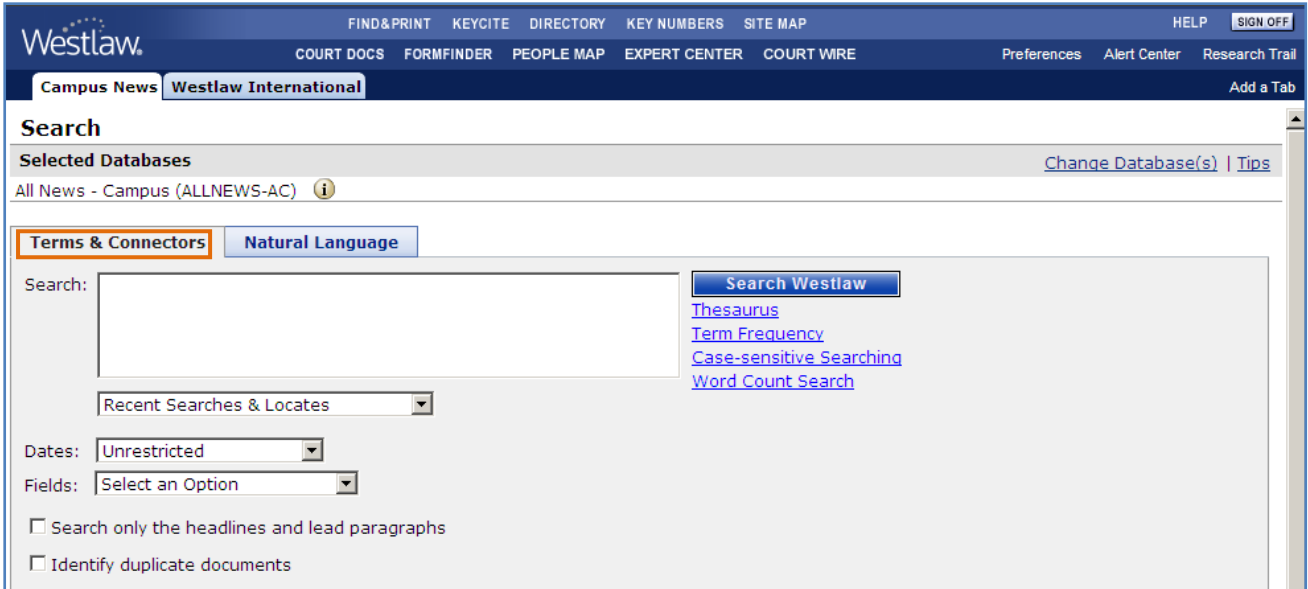 FIND&PRINT KEYCITE DIRECTORY KEY NUMBERS SITE MAP HELP SIGN OFF
Westlaw.
COURT DOCS FORMFINDER PEOPLE MAP EXPERT CENTER COURT WIRE Preferences Alert Center Research Trail
Campus News Westlaw International Add a Tab
Search
Selected Databases Change Database(s) | Tips
All News - Campus (ALLNEWS-AC) i
Terms & Connectors Natural Language
Search: Search Westlaw
Thesaurus
Term Frequency
Case-sensitive Searching
Word Count Search
Recent Searches & Locates
Dates: Unrestricted
Fields: Select an Option
Search only the headlines and lead paragraphs
Identify duplicate documents